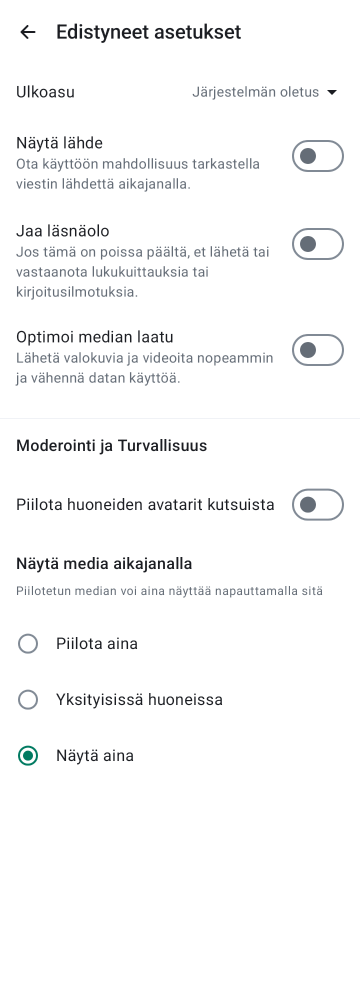 Edistyneet asetukset
Ulkoasu
Järjestelmän oletus
Näytä lähde
Ota käyttöön mahdollisuus tarkastella
viestin lähdettä aikajanalla.
Jaa läsnäolo
Jos tämä on poissa päältä, et lähetä tai
vastaanota lukukuittauksia tai
kirjoitusilmotuksia.
Optimoi median laatu
Lähetä valokuvia ja videoita nopeammin
ja vähennä datan käyttöä.
Moderointi ja Turvallisuus
Piilota huoneiden avatarit kutsuista
Näytä media aikajanalla
Piilotetun median voi aina näyttää napauttamalla sitä
Piilota aina
Yksityisissä huoneissa
Näytä aina